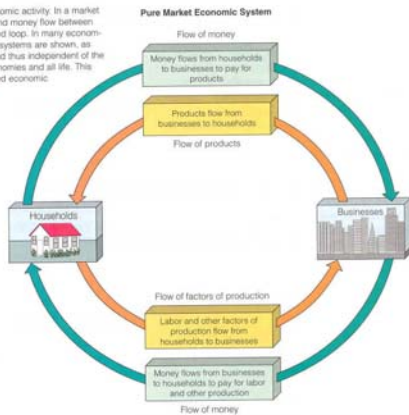 omic activity. In a market
nd money flow between
d loop. In many econom-
systems are shown, as
d thus independent of the
nomies and all life. This
ed economic
Pure Market Economic System
Flow of money
Money flows from households
to businesses to pay for
products
Products flow from
businesses to households
Flow of products
Households
Businesses
Flow of factors of production
Labor and other factors of
production flow from
households to businesses
Money flows from businesses
to households to pay for labor
and other production
Flow of money